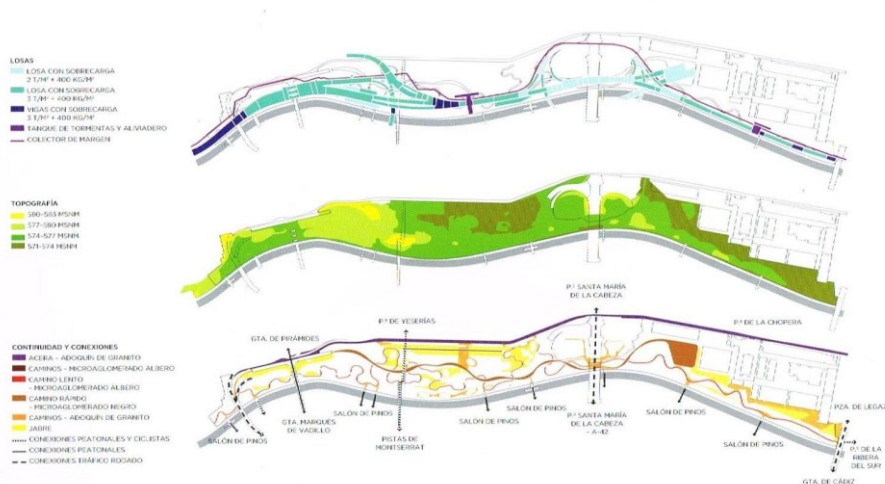 LOSAS
LOSA CON SOBRECARGA
2 T/M² + 400 KG/M²
LOSA CON SOBRECARGA
3 T/M² + 400 KG/M²
VIGAS CON SOBRECARGA
3 T/M² + 400 KG/M²
TANQUE DE TORMENTAS Y ALIVIADERO
COLECTOR DE MARGEN
TOPOGRAFÍA
580-583 MSNM
577-580 MSNM
574-577 MSNM
571-574 MSNM
CONTINUIDAD Y CONEXIONES
ACERA - ADOQUÍN DE GRANITO
CAMINOS - MICROAGLOMERADO ALBERO
CAMINO LENTO
- MICROAGLOMERADO ALBERO
CAMINO RÁPIDO
- MICROAGLOMERADO NEGRO
CAMINOS - ADOQUÍN DE GRANITO
JABRE
CONEXIONES PEATONALES Y CICLISTAS
CONEXIONES PEATONALES
CONEXIONES TRÁFICO RODADO
Pº SANTA MARÍA
DE LA CABEZA
Pº DE YESERÍAS
Pº DE LA CHOPERA
GTA. DE PIRÁMIDES
SALÓN DE PINOS
GTA. MARQUÉS
DE VADILLO
SALÓN DE PINOS
PISTAS DE
MONTSERRAT
SALÓN DE PINOS
SALÓN DE PINOS
Pº SANTA MARÍA
DE LA CABEZA
- A-42
SALÓN DE PINOS
SALÓN DE PINOS
PZA. DE LEGAZ
Pº DE LA
RIBERA
DEL SUR
GTA. DE CÁDIZ